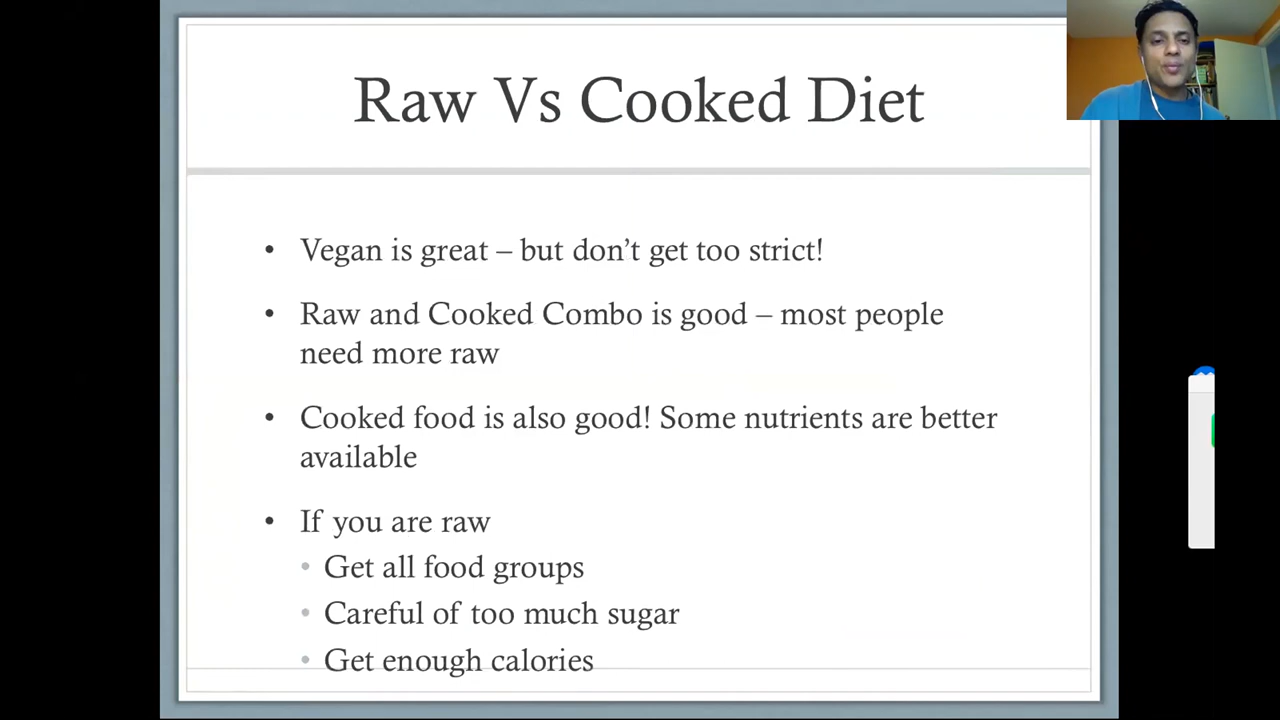 Raw Vs Cooked Diet
• Vegan is great – but don’t get too strict!
• Raw and Cooked Combo is good – most people
need more raw
• Cooked food is also good! Some nutrients are better
available
• If you are raw
• Get all food groups
• Careful of too much sugar
• Get enough calories